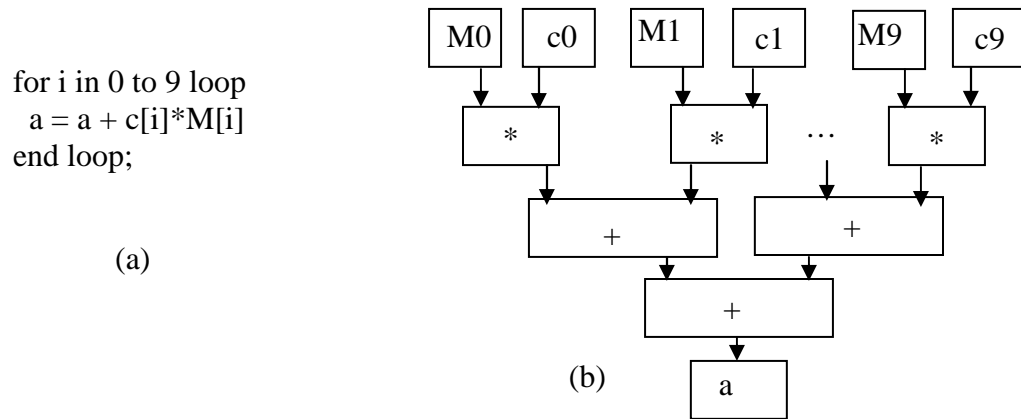 for i in 0 to 9 loop
a = a + c[i]*M[i]
end loop;
(a)
M0 c0 M1 c1 M9 c9
* * … *
+ +
+
a
(b)